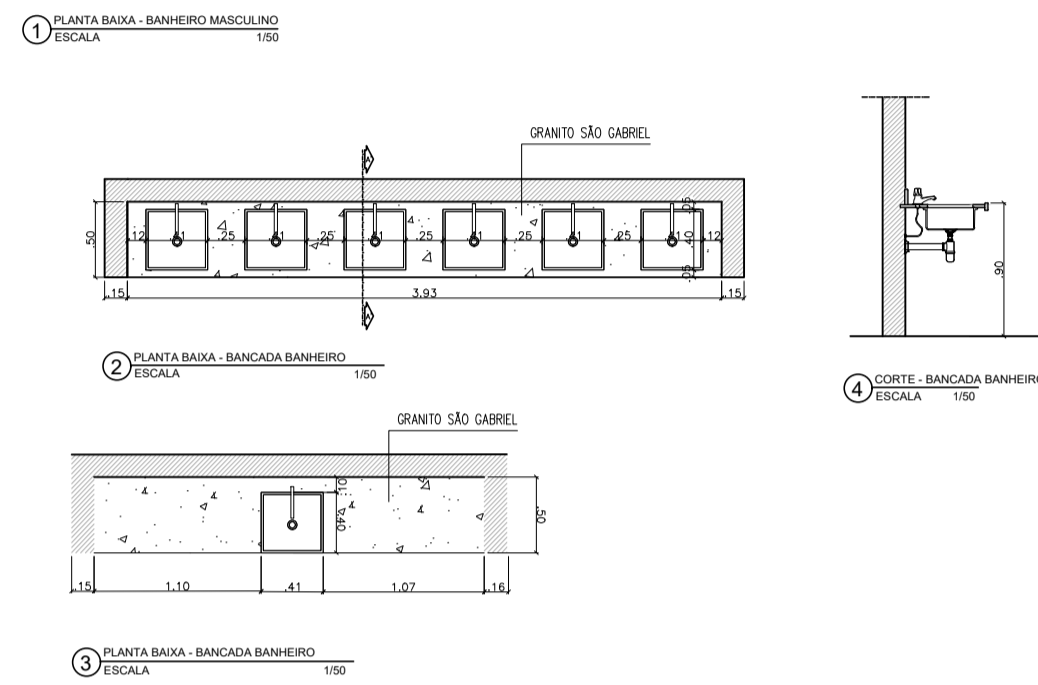 1 PLANTA BAIXA - BANHEIRO MASCULINO
ESCALA 1/50
GRANITO SÃO GABRIEL
A
.50
.12 .41 .25 .41 .25 .41 .25 .41 .25 .41 .25 .41 .12
.05
.40
.05
.15 3.93 .15
A
2 PLANTA BAIXA - BANCADA BANHEIRO
ESCALA 1/50
.90
4 CORTE - BANCADA BANHEIRO
ESCALA 1/50
GRANITO SÃO GABRIEL
.10
.40
.50
.15 1.10 .41 1.07 .16
3 PLANTA BAIXA - BANCADA BANHEIRO
ESCALA 1/50